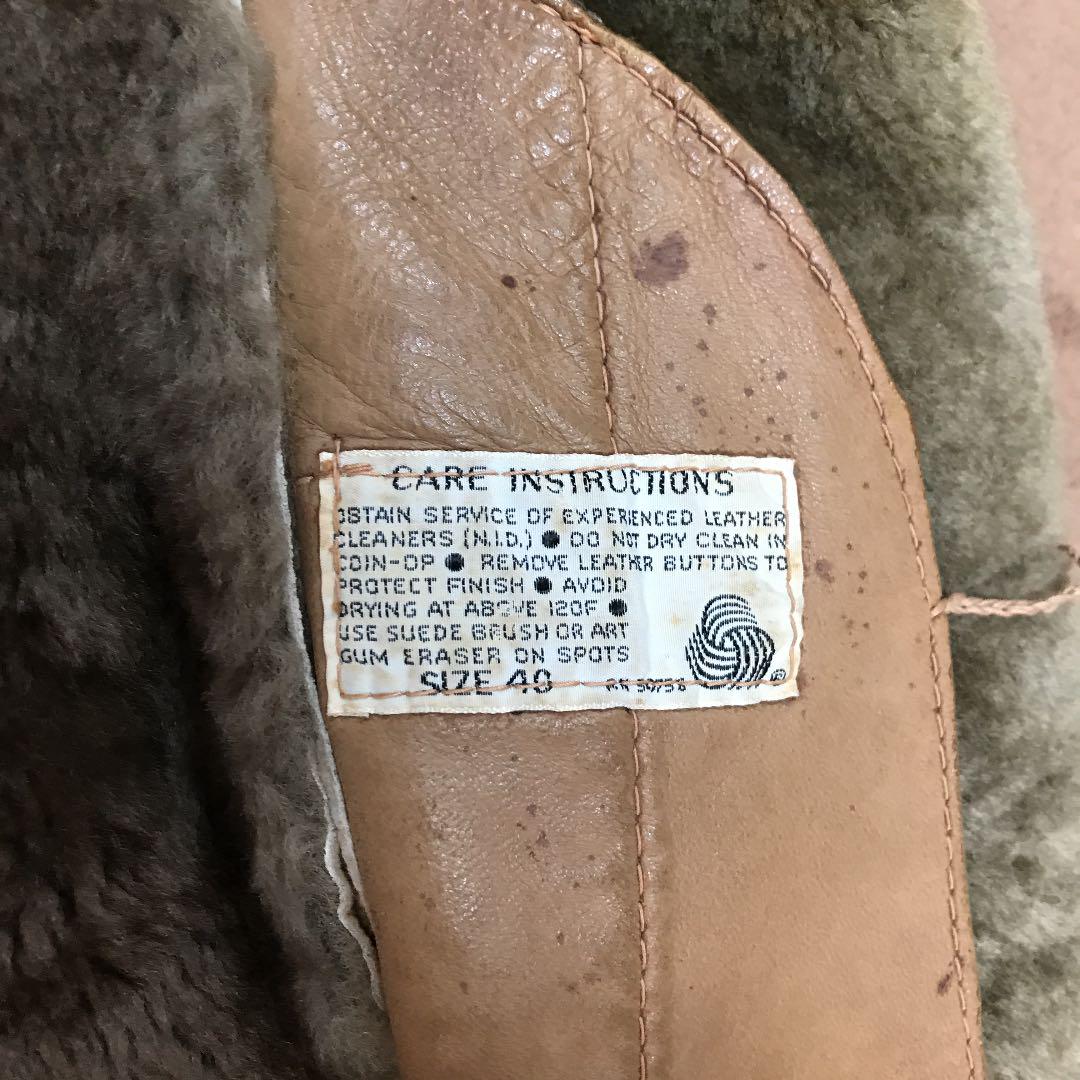 CARE INSTRUCTIONS
OBTAIN SERVICE OF EXPERIENCED LEATHER
CLEANERS (N.I.D.) ● DO NOT DRY CLEAN IN
COIN-OP ● REMOVE LEATHER BUTTONS TO
PROTECT FINISH ● AVOID
DRYING AT ABOVE 120F ●
USE SUEDE BRUSH OR ART
GUM ERASER ON SPOTS
SIZE 40
®